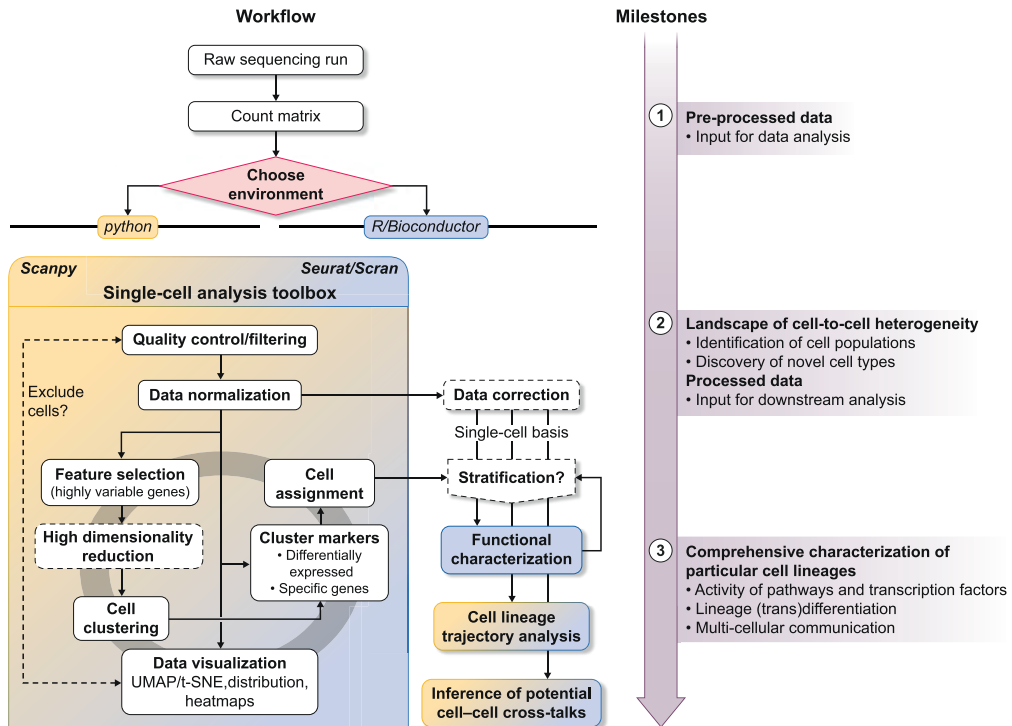 Workflow
Raw sequencing run
Count matrix
Choose
environment
python
R/Bioconductor
Scanpy
Seurat/Scran
Single-cell analysis toolbox
Quality control/filtering
Exclude
cells?
Data normalization
Feature selection
(highly variable genes)
High dimensionality
reduction
Cell
clustering
Cell
assignment
Cluster markers
• Differentially
expressed
• Specific genes
Data visualization
UMAP/t-SNE,distribution,
heatmaps
Data correction
Single-cell basis
Stratification?
Functional
characterization
Cell lineage
trajectory analysis
Inference of potential
cell–cell cross-talks
Milestones
1
Pre-processed data
• Input for data analysis
2
Landscape of cell-to-cell heterogeneity
• Identification of cell populations
• Discovery of novel cell types
Processed data
• Input for downstream analysis
3
Comprehensive characterization of
particular cell lineages
• Activity of pathways and transcription factors
• Lineage (trans)differentiation
• Multi-cellular communication